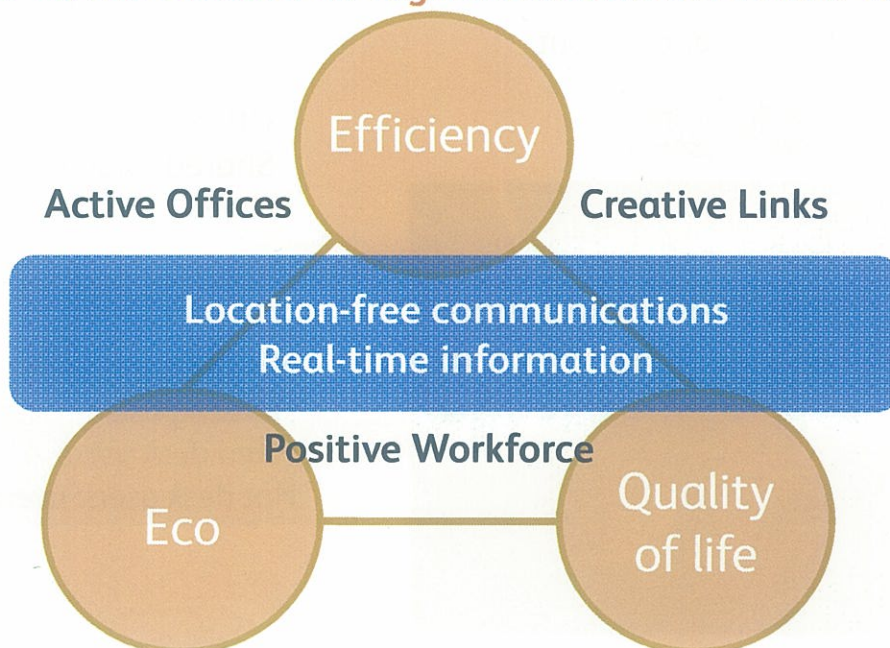 Efficiency
Active Offices
Creative Links
Location-free communications
Real-time information
Positive Workforce
Eco
Quality
of life